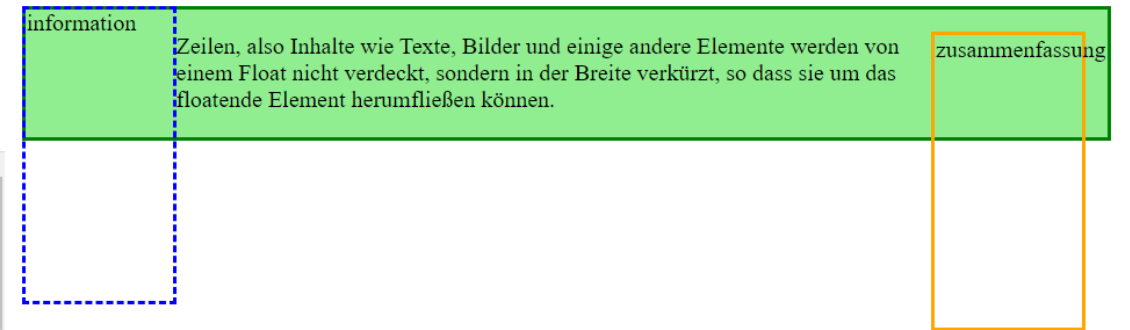 information
Zeilen, also Inhalte wie Texte, Bilder und einige andere Elemente werden von
einem Float nicht verdeckt, sondern in der Breite verkürzt, so dass sie um das
floatende Element herumfließen können.
zusammenfassung